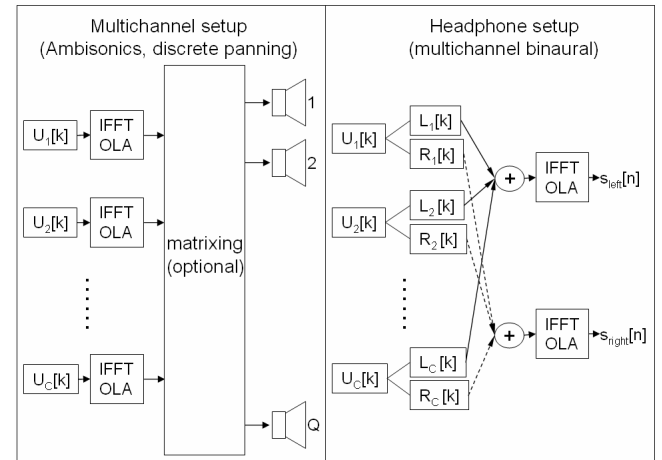 Multichannel setup
(Ambisonics, discrete panning)
U1[k]
IFFT
OLA
U2[k]
IFFT
OLA
UC[k]
IFFT
OLA
matrixing
(optional)
1
2
Q
Headphone setup
(multichannel binaural)
U1[k]
L1[k]
R1[k]
U2[k]
L2[k]
R2[k]
UC[k]
LC[k]
RC[k]
+
IFFT
OLA
sleft[n]
+
IFFT
OLA
sright[n]